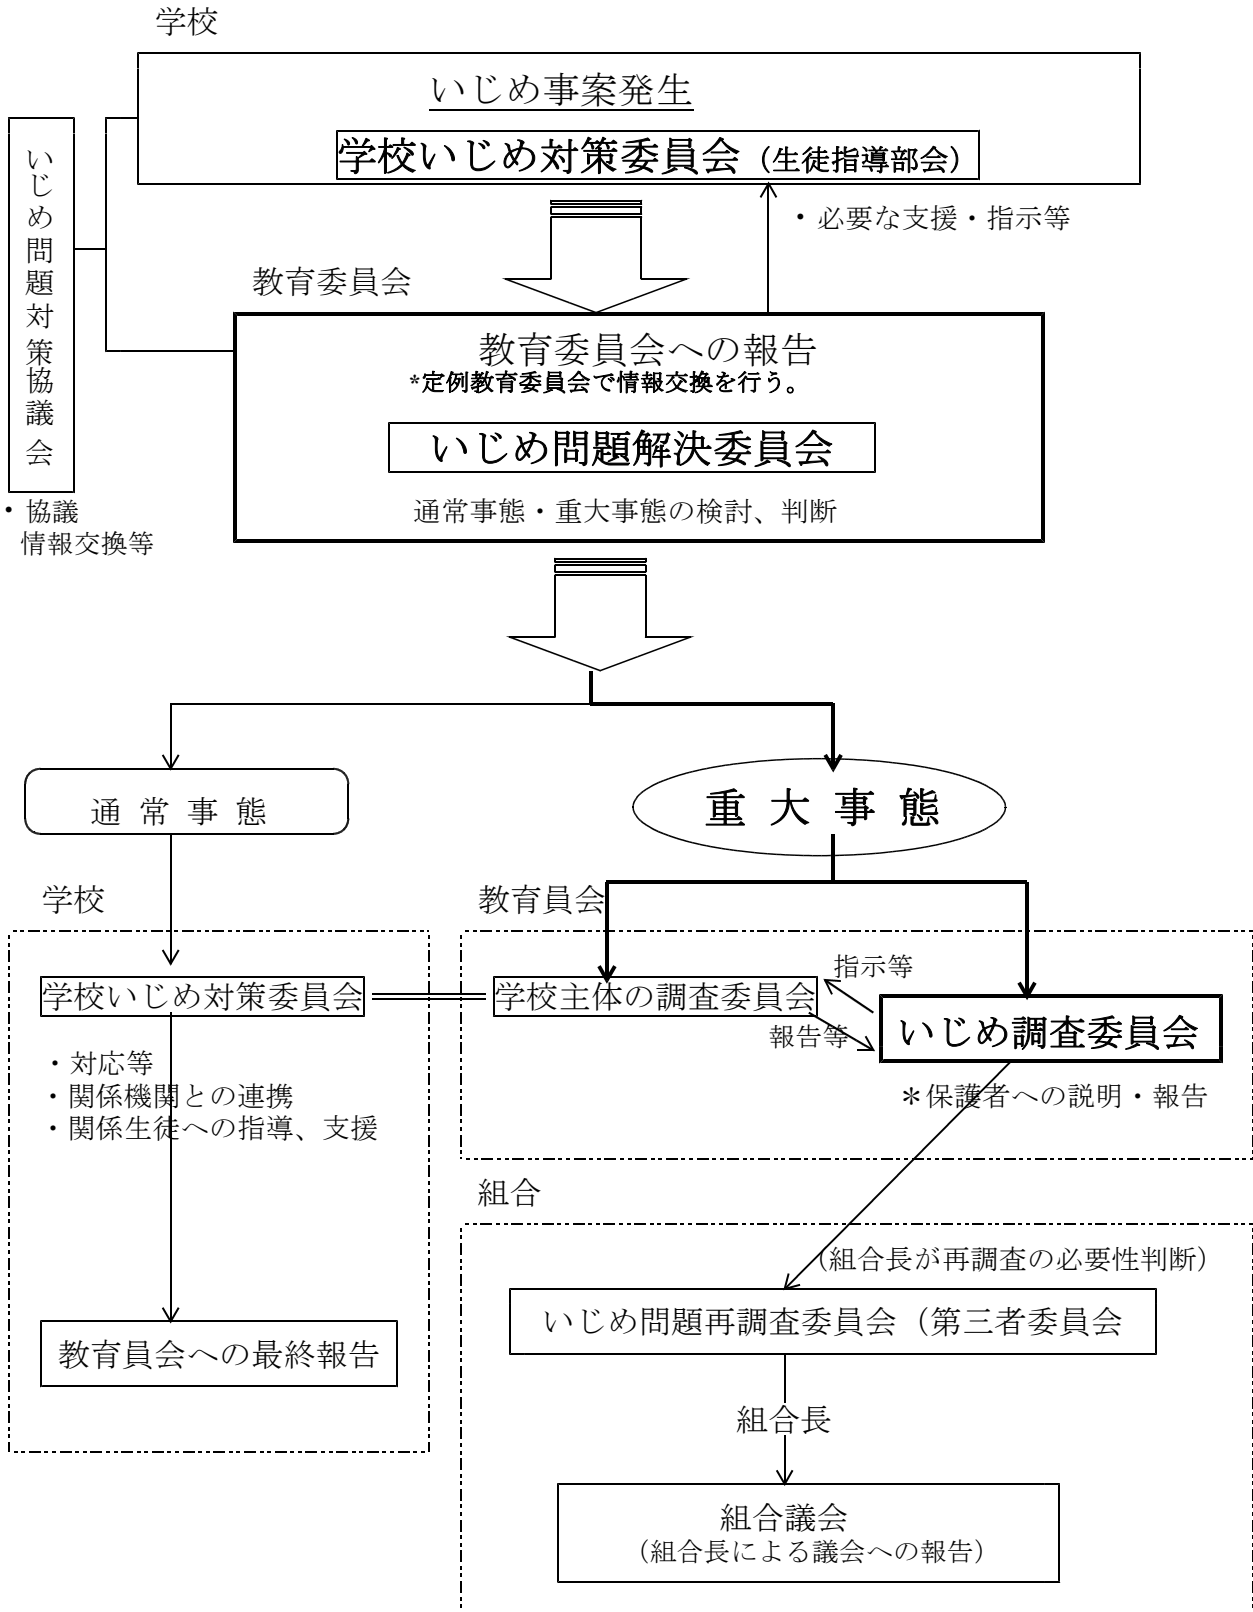 学校
いじめ事案発生
学校いじめ対策委員会（生徒指導部会）
・必要な支援・指示等
いじめ問題対策協議会
・協議
情報交換等
教育委員会
教育委員会への報告
*定例教育委員会で情報交換を行う。
いじめ問題解決委員会
通常事態・重大事態の検討、判断
通常事態
重大事態
学校
学校いじめ対策委員会
・対応等
・関係機関との連携
・関係生徒への指導、支援
教育員会への最終報告
教育員会
学校主体の調査委員会
指示等
報告等
いじめ調査委員会
＊保護者への説明・報告
組合
（組合長が再調査の必要性判断）
いじめ問題再調査委員会（第三者委員会
組合長
組合議会
（組合長による議会への報告）